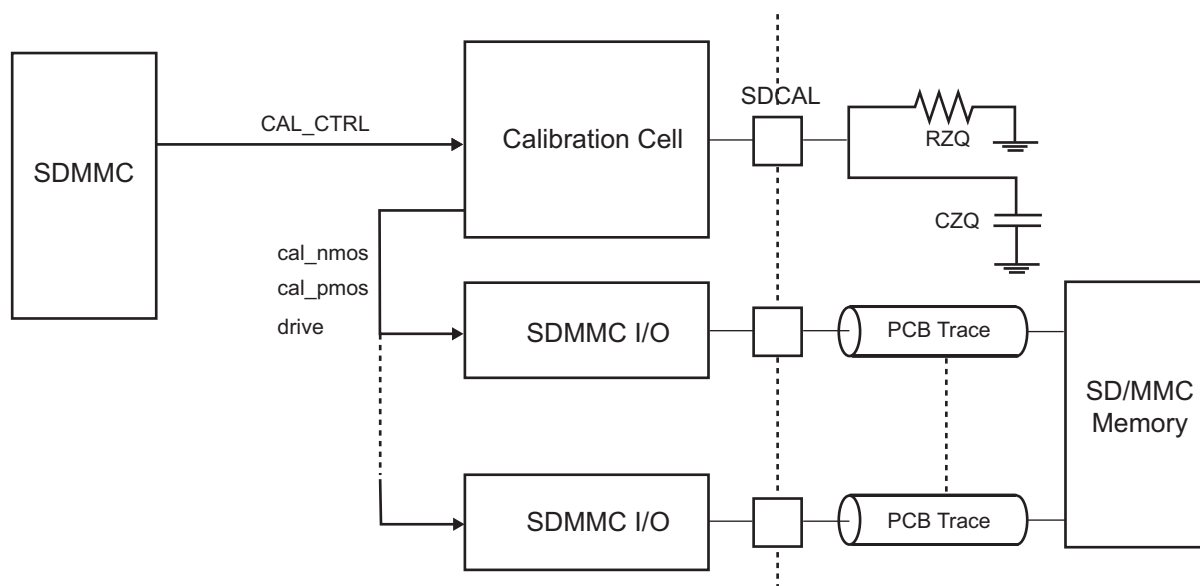 SDMMC
CAL_CTRL
Calibration Cell
SDCAL
RZQ
CZQ
cal_nmos
cal_pmos
drive
SDMMC I/O
PCB Trace
SD/MMC
Memory
SDMMC I/O
PCB Trace